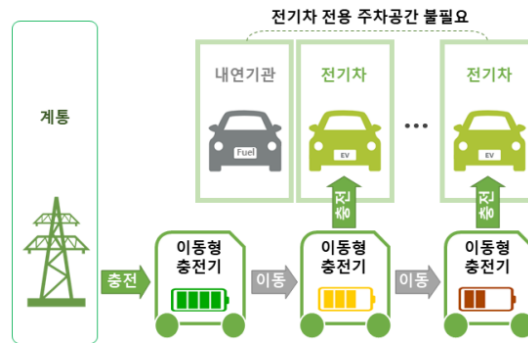 전기차 전용 주차공간 불필요
내연기관
전기차
전기차
계통
Fuel
EV
...
EV
충전
충전
이동형
충전기
이동형
충전기
이동형
충전기
충전
이동
이동